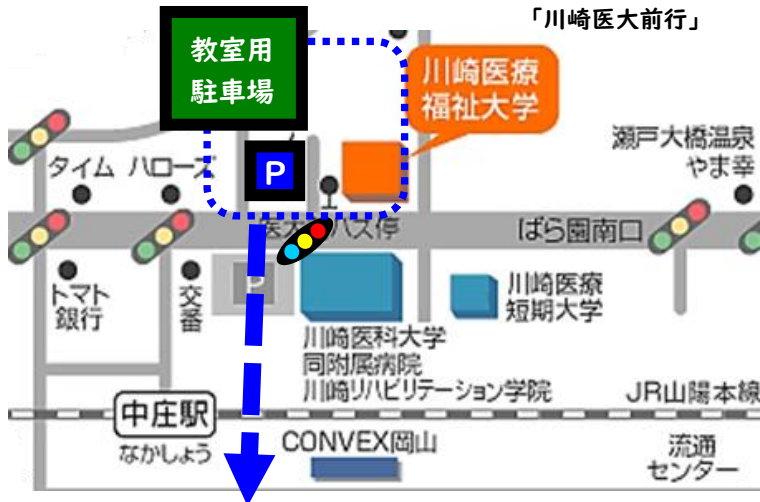 「川崎医大前行」
教室用
駐車場
川崎医療
福祉大学
瀬戸大橋温泉
やま幸
タイム
ハローズ
P
医大
バス停
ばら園南口
トマト
銀行
交番
P
川崎医療
短期大学
川崎医科大学
同附属病院
川崎リハビリテーション学院
JR山陽本線
中庄駅
なかしょう
CONVEX岡山
流通
センター